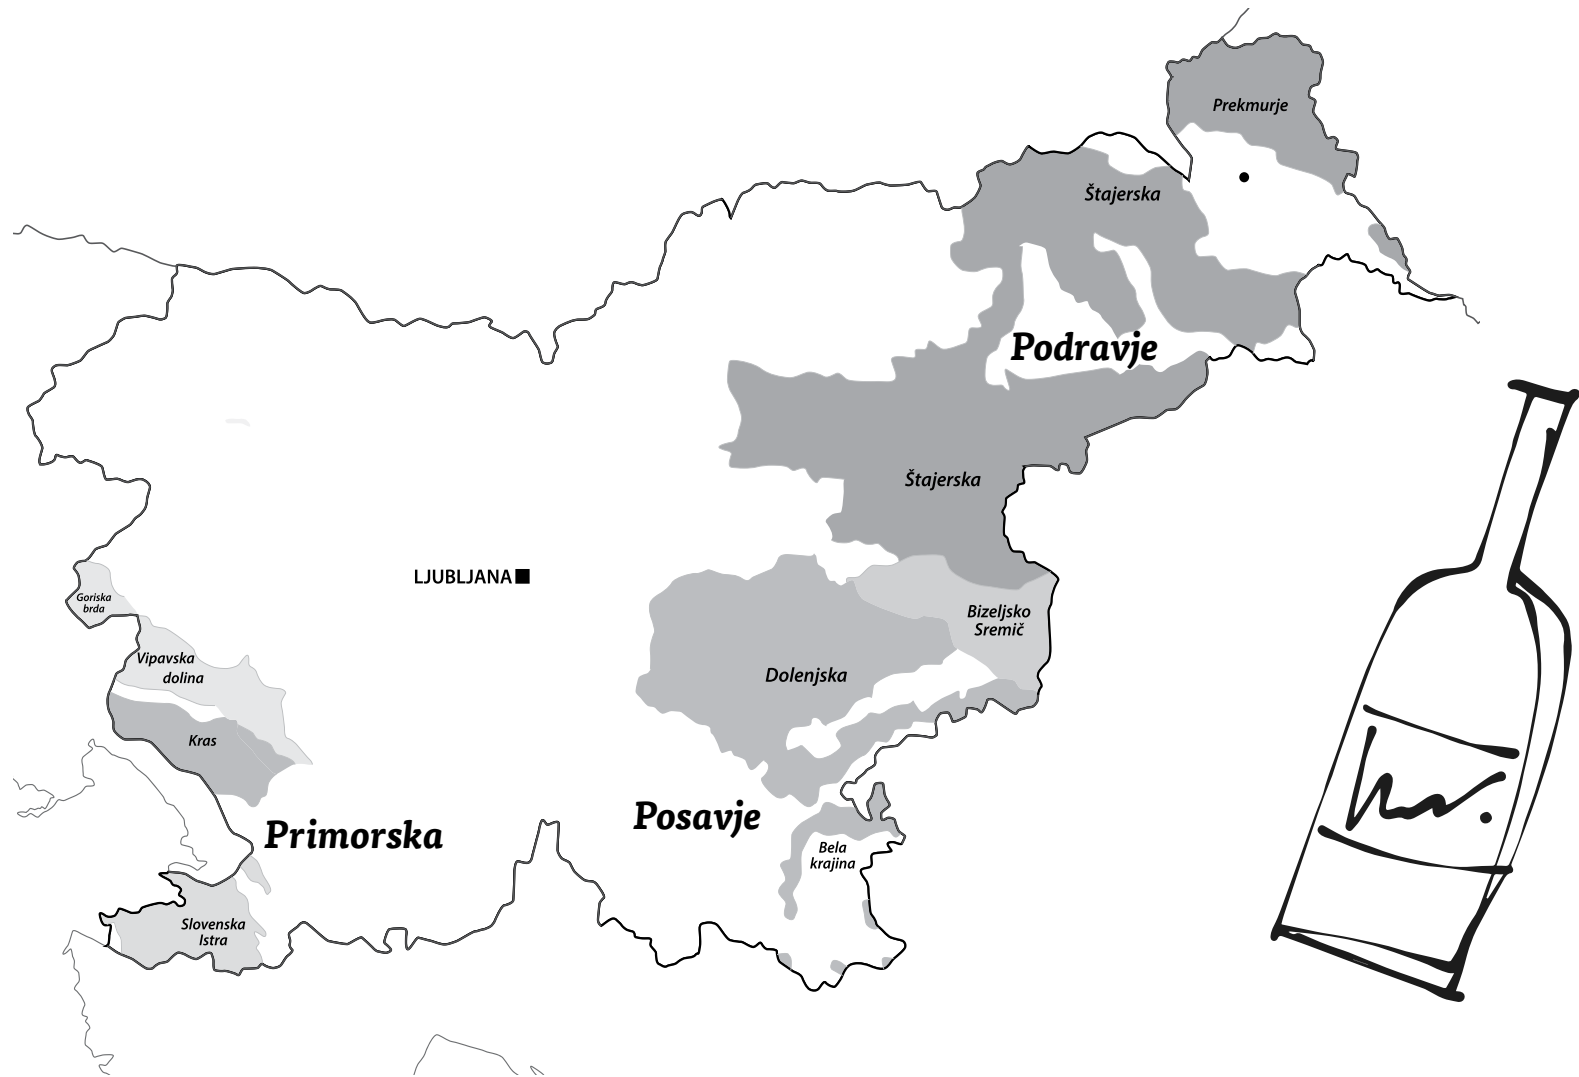 Prekmurje
Štajerska
Podravje
Štajerska
LJUBLJANA
Goriska
brda
Bizeljsko
Sremič
Vipavska
dolina
Dolenjska
Kras
Posavje
Primorska
Bela
krajina
Slovenska
Istra